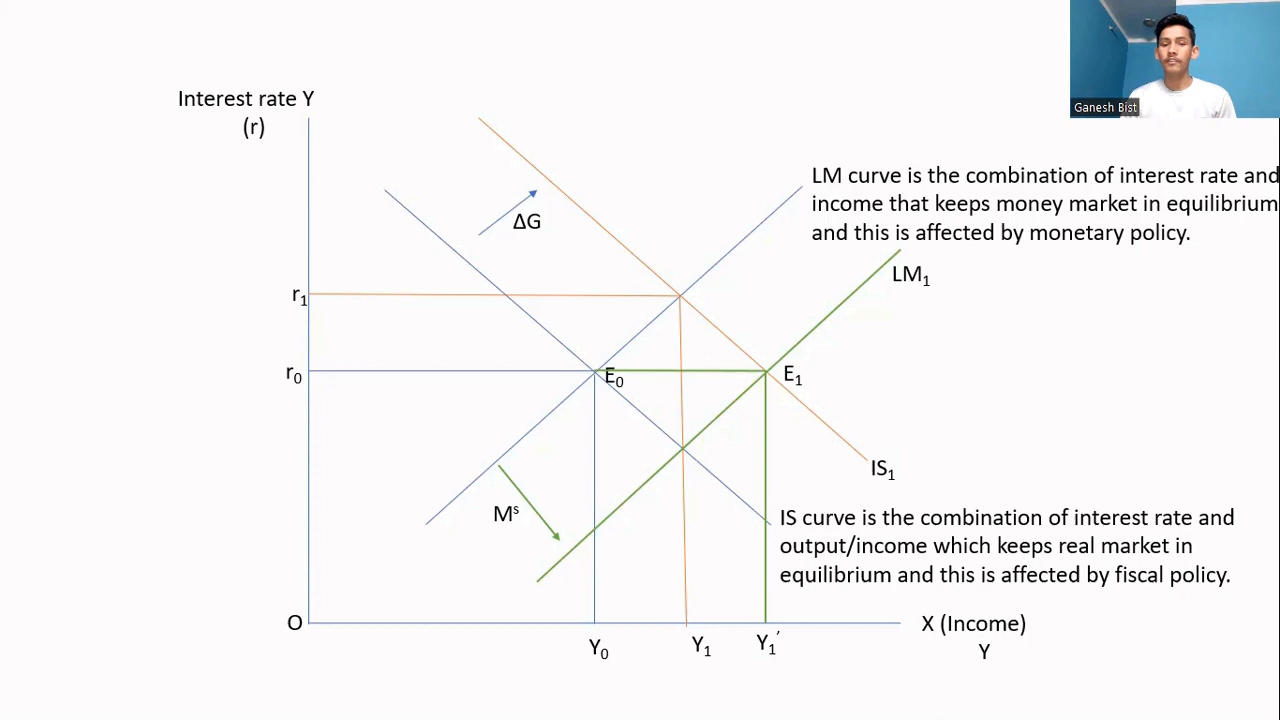 Ganesh Bist
Interest rate Y
(r)
LM curve is the combination of interest rate and
income that keeps money market in equilibrium
and this is affected by monetary policy.
ΔG
LM₁
r₁
r₀
E₀
E₁
IS₁
Mˢ
IS curve is the combination of interest rate and
output/income which keeps real market in
equilibrium and this is affected by fiscal policy.
O
X (Income)
Y
Y₀
Y₁
Y₁′